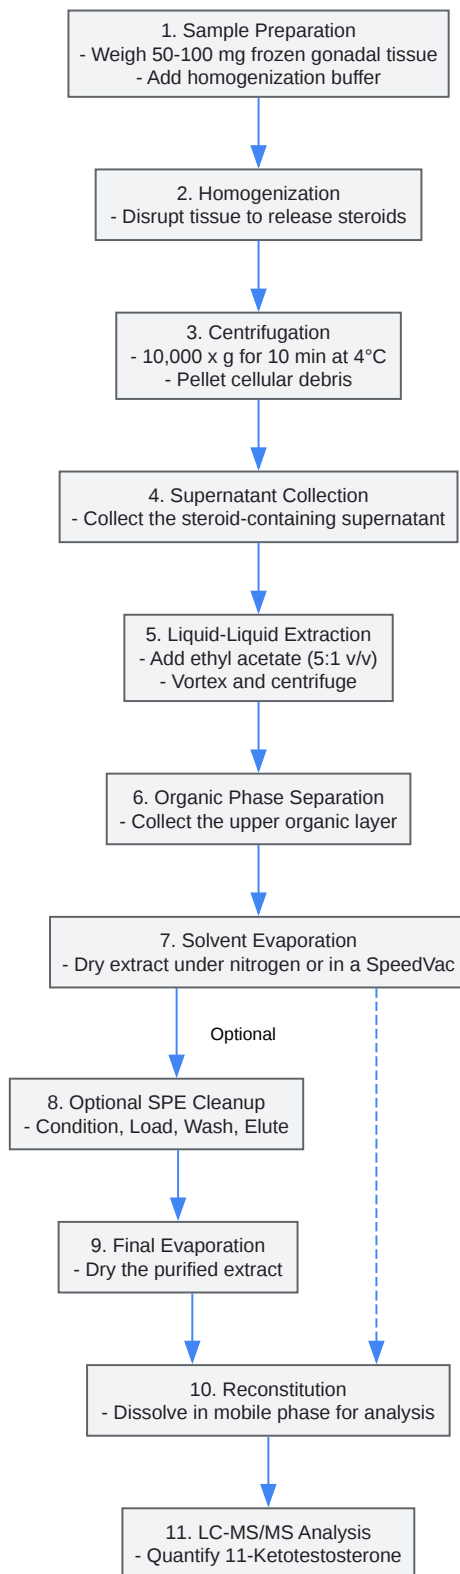 1. Sample Preparation
- Weigh 50-100 mg frozen gonadal tissue
- Add homogenization buffer
2. Homogenization
- Disrupt tissue to release steroids
3. Centrifugation
- 10,000 x g for 10 min at 4°C
- Pellet cellular debris
4. Supernatant Collection
- Collect the steroid-containing supernatant
5. Liquid-Liquid Extraction
- Add ethyl acetate (5:1 v/v)
- Vortex and centrifuge
6. Organic Phase Separation
- Collect the upper organic layer
7. Solvent Evaporation
- Dry extract under nitrogen or in a SpeedVac
Optional
8. Optional SPE Cleanup
- Condition, Load, Wash, Elute
9. Final Evaporation
- Dry the purified extract
10. Reconstitution
- Dissolve in mobile phase for analysis
11. LC-MS/MS Analysis
- Quantify 11-Ketotestosterone